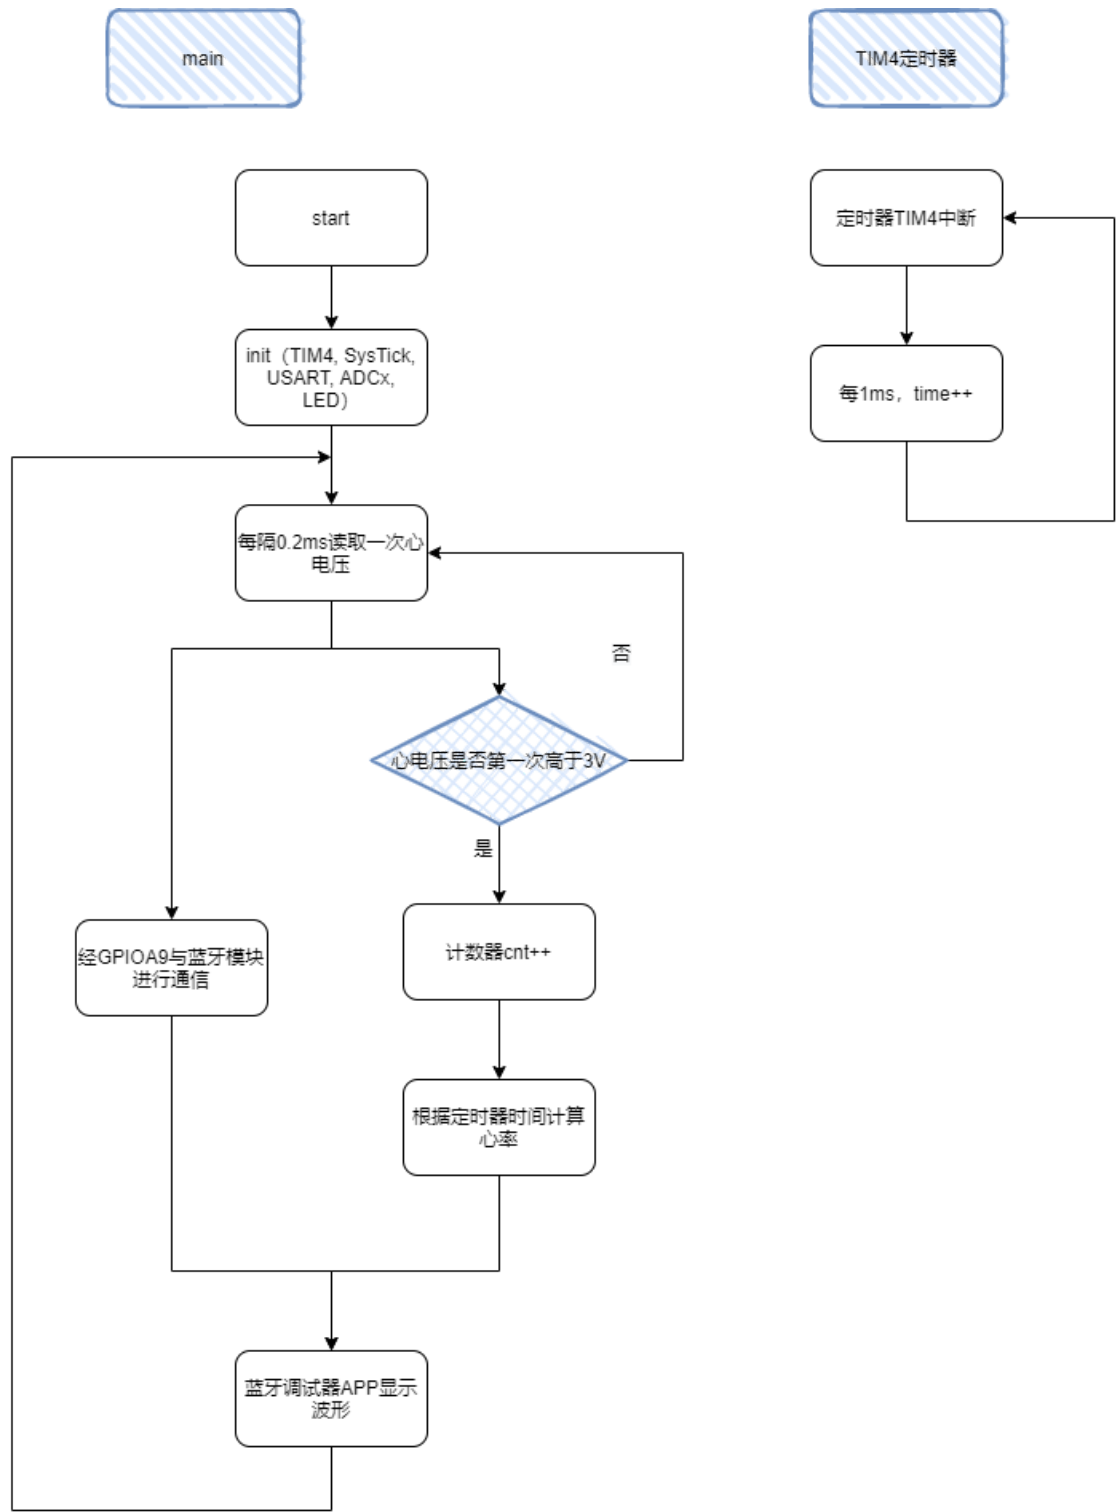 main
TIM4定时器
start
定时器TIM4中断
init（TIM4, SysTick,
USART, ADCx,
LED）
每1ms，time++
每隔0.2ms读取一次心
电压
否
心电压是否第一次高于3V
是
经GPIOA9与蓝牙模块
进行通信
计数器cnt++
根据定时器时间计算
心率
蓝牙调试器APP显示
波形